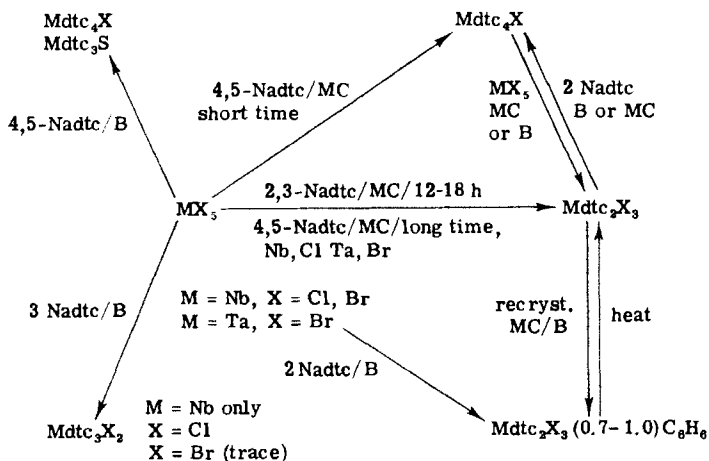 Mdtc₄X
Mdtc₃S
Mdtc₄X
4,5-Nadtc/MC
short time
MX₅
MC
or B
2 Nadtc
B or MC
4,5-Nadtc/B
2,3-Nadtc/MC/12-18 h
MX₅
Mdtc₂X₃
4,5-Nadtc/MC/long time,
Nb, Cl Ta, Br
M = Nb, X = Cl, Br
M = Ta, X = Br
3 Nadtc/B
recryst.
MC/B
heat
2 Nadtc/B
Mdtc₃X₂
M = Nb only
X = Cl
X = Br (trace)
Mdtc₂X₃ (0.7-1.0) C₆H₆